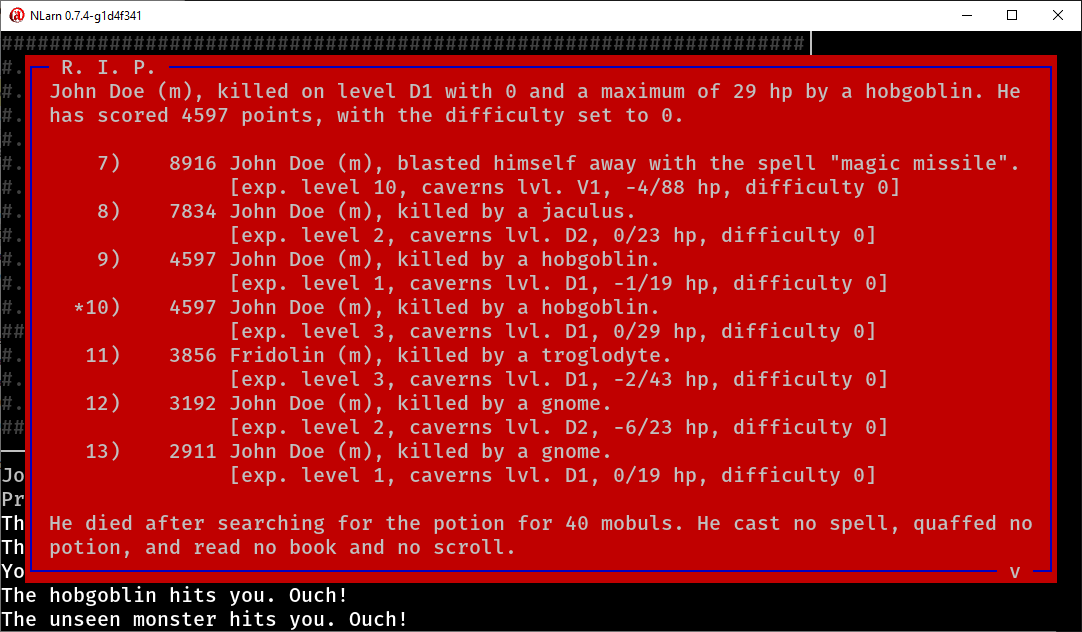 NLarn 0.7.4-g1d4f341
###################################################################
#. R. I. P.
#. John Doe (m), killed on level D1 with 0 and a maximum of 29 hp by a hobgoblin. He
#. has scored 4597 points, with the difficulty set to 0.
#.
#. 7) 8916 John Doe (m), blasted himself away with the spell "magic missile".
#. [exp. level 10, caverns lvl. V1, -4/88 hp, difficulty 0]
#. 8) 7834 John Doe (m), killed by a jaculus.
#. [exp. level 2, caverns lvl. D2, 0/23 hp, difficulty 0]
#. 9) 4597 John Doe (m), killed by a hobgoblin.
#. [exp. level 1, caverns lvl. D1, -1/19 hp, difficulty 0]
#. *10) 4597 John Doe (m), killed by a hobgoblin.
## [exp. level 3, caverns lvl. D1, 0/29 hp, difficulty 0]
#. 11) 3856 Fridolin (m), killed by a troglodyte.
#. [exp. level 3, caverns lvl. D1, -2/43 hp, difficulty 0]
#. 12) 3192 John Doe (m), killed by a gnome.
## [exp. level 2, caverns lvl. D2, -6/23 hp, difficulty 0]
13) 2911 John Doe (m), killed by a gnome.
Jo [exp. level 1, caverns lvl. D1, 0/19 hp, difficulty 0]
Pr
Th He died after searching for the potion for 40 mobuls. He cast no spell, quaffed no
Th potion, and read no book and no scroll.
Yo v
The hobgoblin hits you. Ouch!
The unseen monster hits you. Ouch!